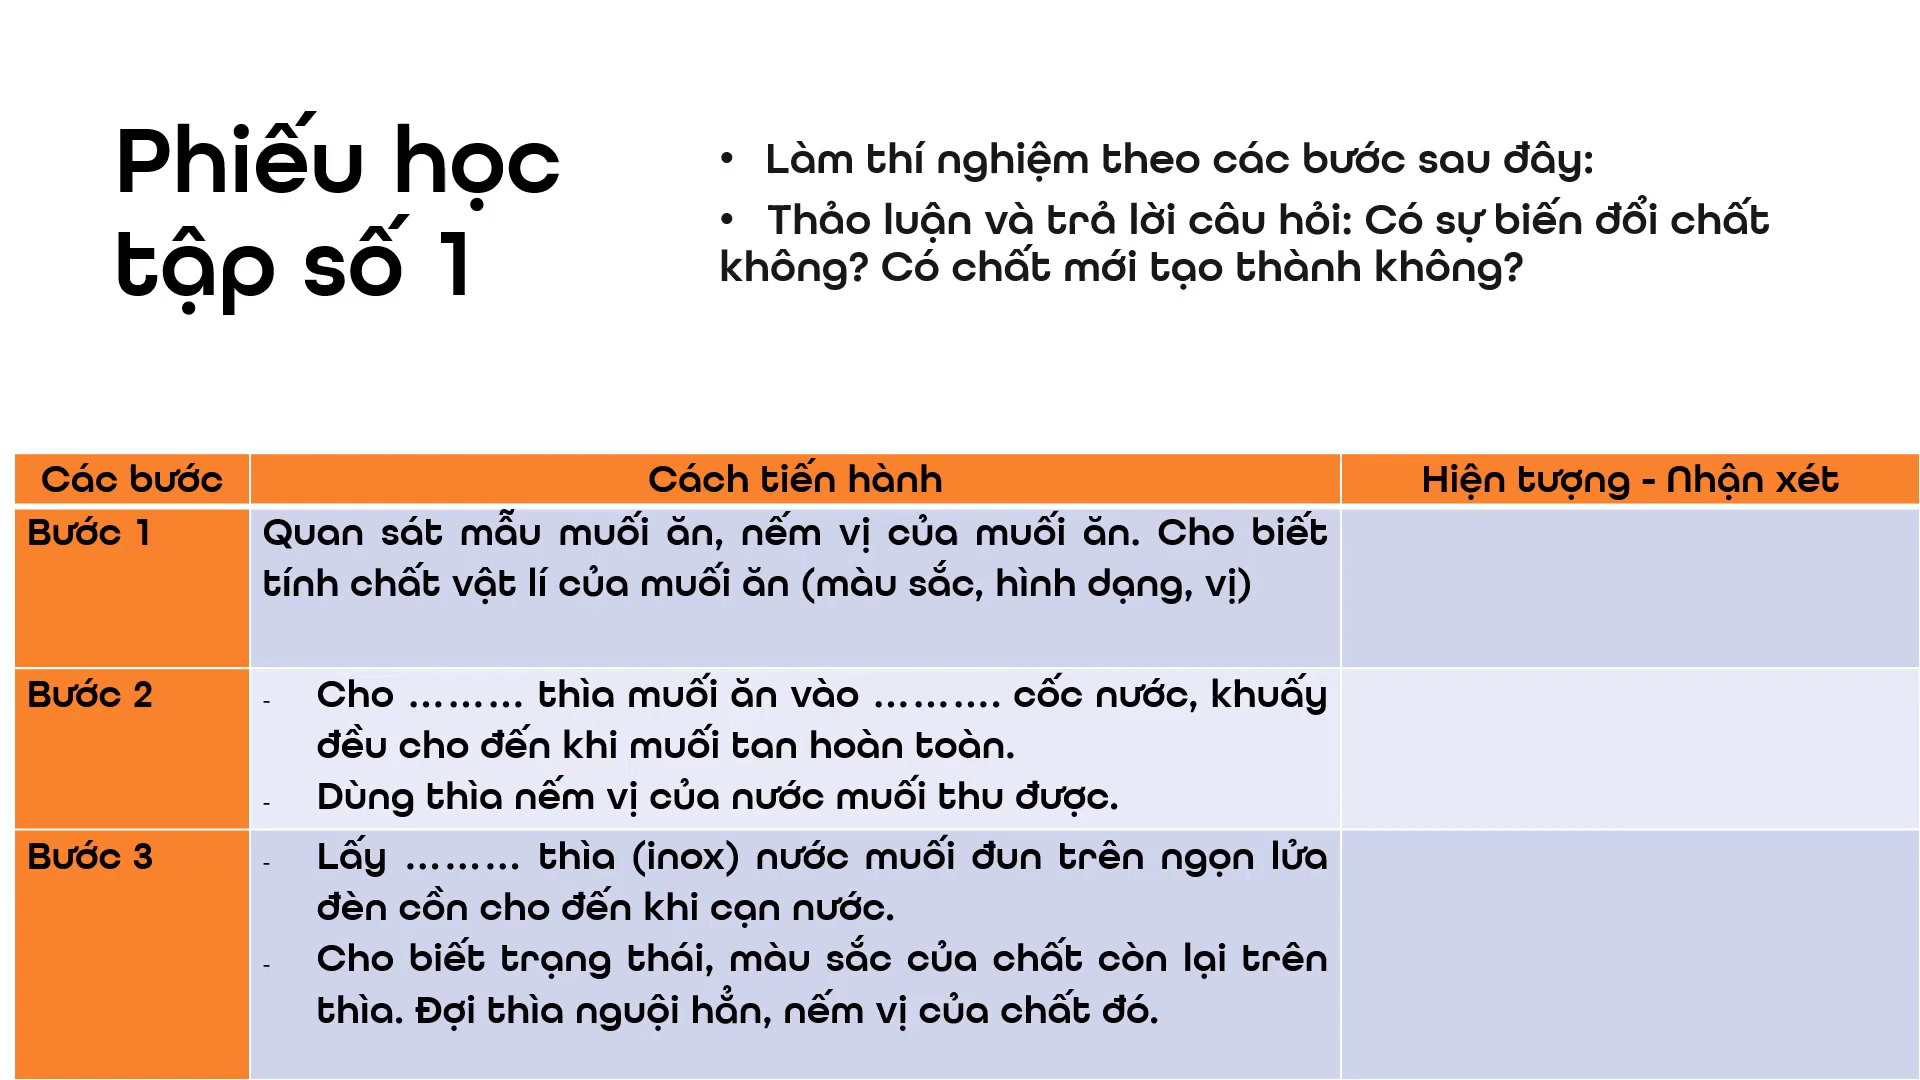 Phiếu học
tập số 1
• Làm thí nghiệm theo các bước sau đây:
• Thảo luận và trả lời câu hỏi: Có sự biến đổi chất
không? Có chất mới tạo thành không?
Các bước
Cách tiến hành
Hiện tượng - Nhận xét
Bước 1
Quan sát mẫu muối ăn, nếm vị của muối ăn. Cho biết
tính chất vật lí của muối ăn (màu sắc, hình dạng, vị)
Bước 2
- Cho ……… thìa muối ăn vào ………. cốc nước, khuấy
đều cho đến khi muối tan hoàn toàn.
- Dùng thìa nếm vị của nước muối thu được.
Bước 3
- Lấy ……… thìa (inox) nước muối đun trên ngọn lửa
đèn cồn cho đến khi cạn nước.
- Cho biết trạng thái, màu sắc của chất còn lại trên
thìa. Đợi thìa nguội hẳn, nếm vị của chất đó.